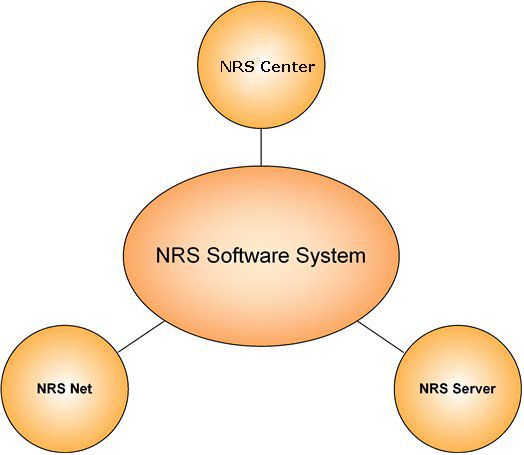 NRS Center
NRS Software System
NRS Net
NRS Server